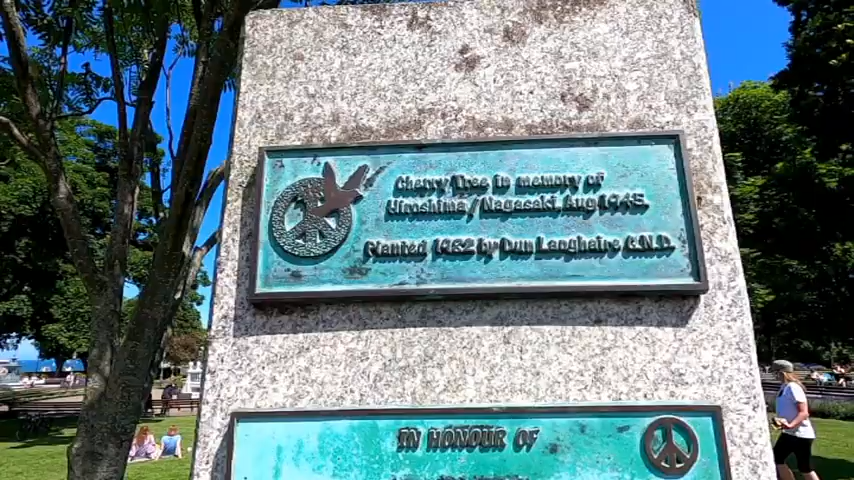 Cherry Tree in memory of
Hiroshima/Nagasaki Aug 1945.
Planted 1982 by Dun Laoghaire C.N.D.
IN HONOUR OF